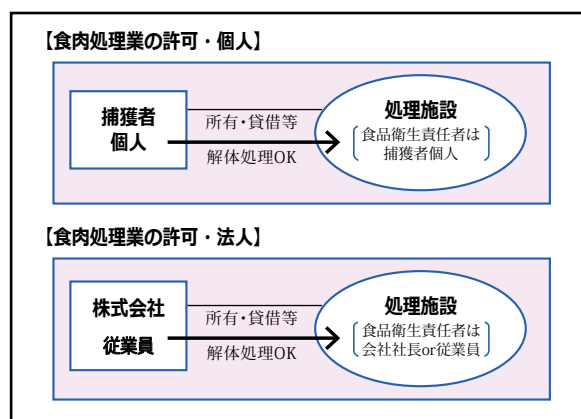 【食肉処理業の許可・個人】
捕獲者
個人
所有・貸借等
解体処理OK
処理施設
食品衛生責任者は
捕獲者個人
【食肉処理業の許可・法人】
株式会社
従業員
所有・貸借等
解体処理OK
処理施設
食品衛生責任者は
会社社長or従業員